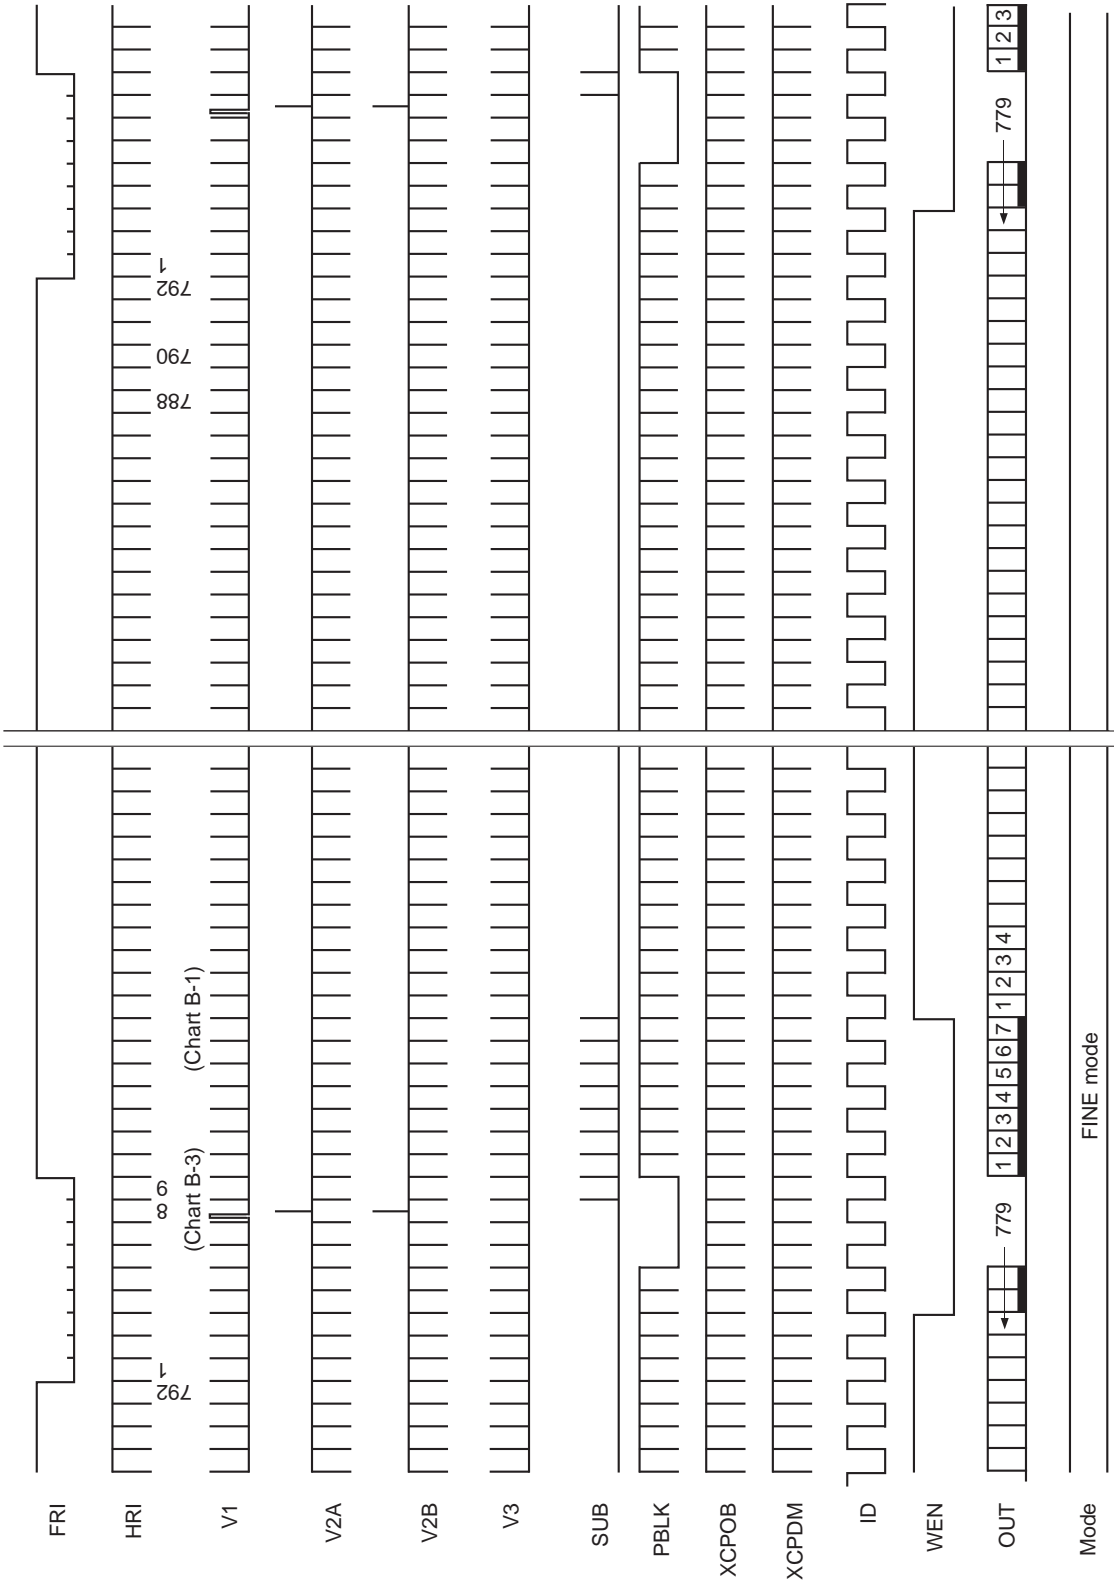 FRI
HRI
792 1 8 9 788 790 792 1
(Chart B-3) (Chart B-1)
V1
V2A
V2B
V3
SUB
PBLK
XCPOB
XCPDM
ID
WEN
OUT 779 1 2 3 4 5 6 7 1 2 3 4 779 1 2 3
Mode FINE mode